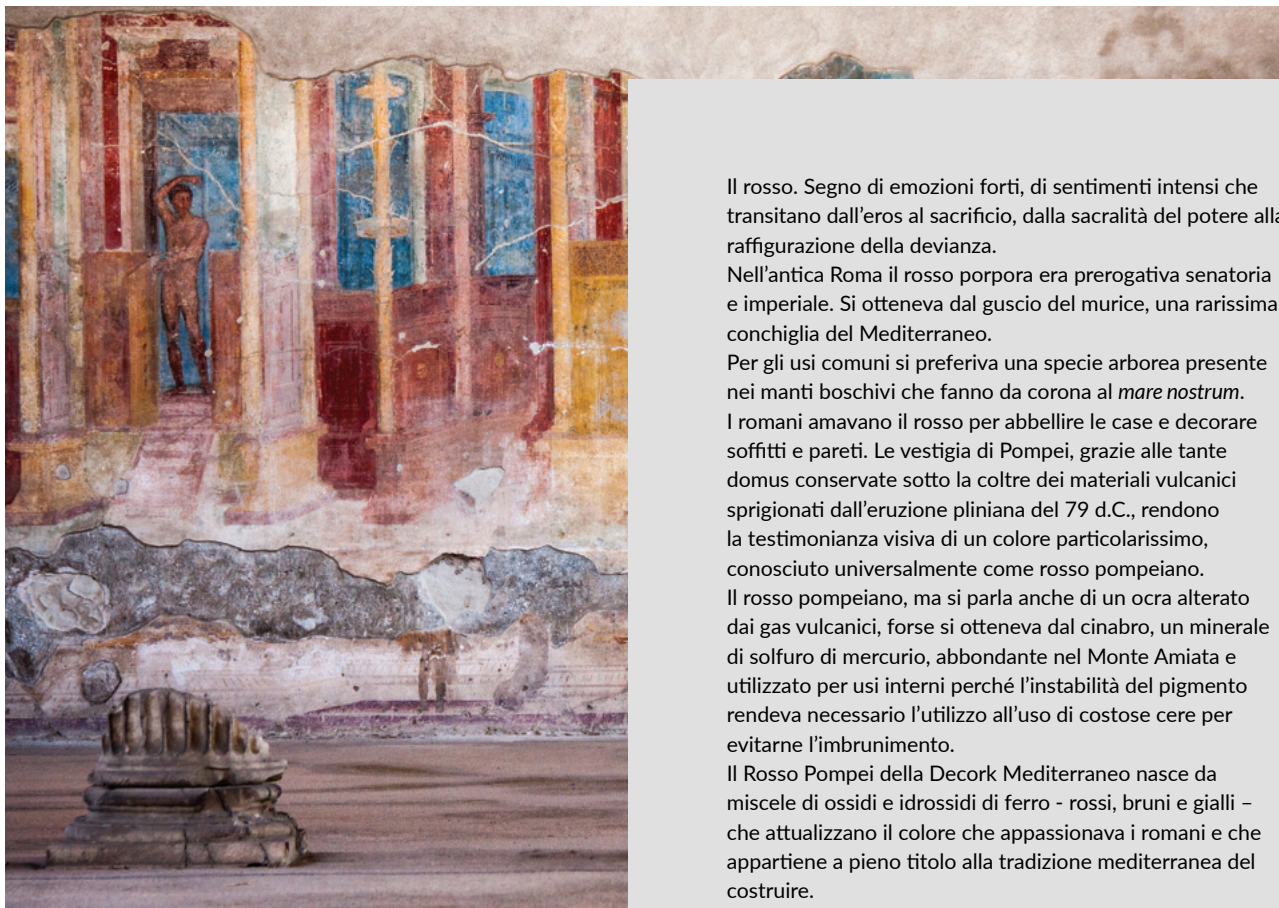 Il rosso. Segno di emozioni forti, di sentimenti intensi che
transitano dall’eros al sacrificio, dalla sacralità del potere alla
raffigurazione della devianza.
Nell’antica Roma il rosso porpora era prerogativa senatoria
e imperiale. Si otteneva dal guscio del murice, una rarissima
conchiglia del Mediterraneo.
Per gli usi comuni si preferiva una specie arborea presente
nei manti boschivi che fanno da corona al mare nostrum.
I romani amavano il rosso per abbellire le case e decorare
soffitti e pareti. Le vestigia di Pompei, grazie alle tante
domus conservate sotto la coltre dei materiali vulcanici
sprigionati dall’eruzione pliniana del 79 d.C., rendono
la testimonianza visiva di un colore particolarissimo,
conosciuto universalmente come rosso pompeiano.
Il rosso pompeiano, ma si parla anche di un ocra alterato
dai gas vulcanici, forse si otteneva dal cinabro, un minerale
di solfuro di mercurio, abbondante nel Monte Amiata e
utilizzato per usi interni perché l’instabilità del pigmento
rendeva necessario l’utilizzo all’uso di costose cere per
evitarne l’imbrunimento.
Il Rosso Pompei della Decork Mediterraneo nasce da
miscele di ossidi e idrossidi di ferro - rossi, bruni e gialli –
che attualizzano il colore che appassionava i romani e che
appartiene a pieno titolo alla tradizione mediterranea del
costruire.